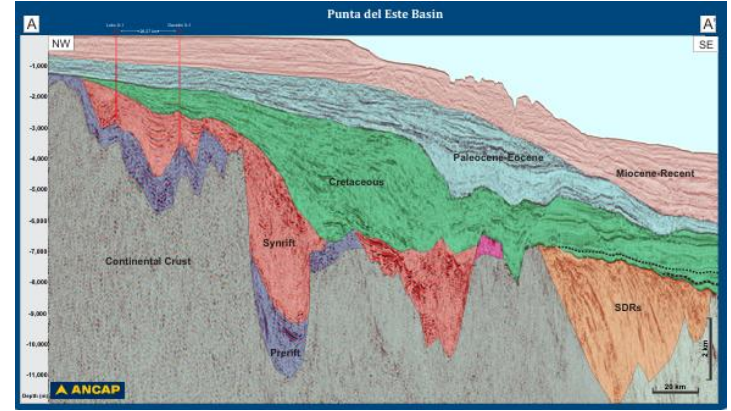 Punta del Este Basin
A
A'
NW
SE
-1,000
-2,000
-3,000
-4,000
-5,000
-6,000
-7,000
-8,000
-9,000
-10,000
-11,000
Depth (m)
Paleocene-Eocene
Miocene-Recent
Cretaceous
Synrift
Continental Crust
SDRs
Prerift
2 km
20 km
ANCAP